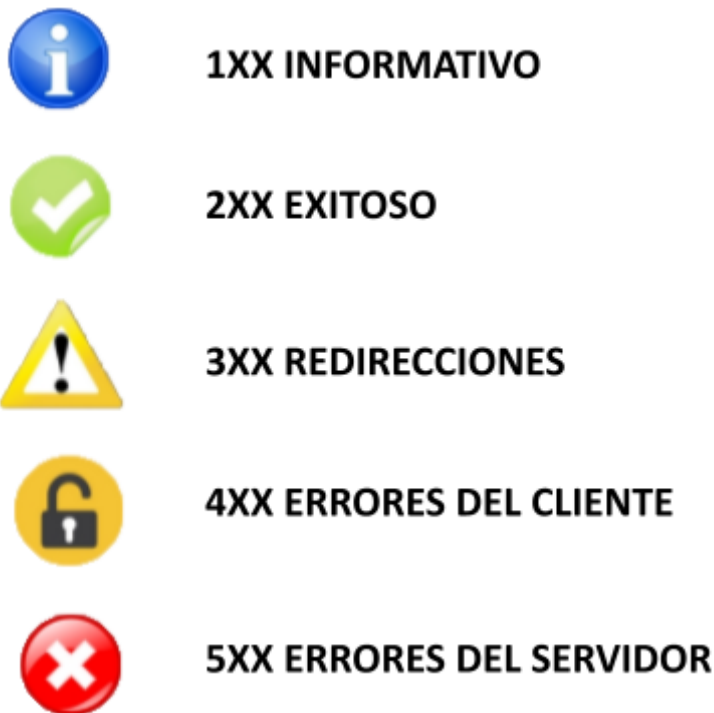 1XX INFORMATIVO
2XX EXITOSO
3XX REDIRECCIONES
4XX ERRORES DEL CLIENTE
5XX ERRORES DEL SERVIDOR